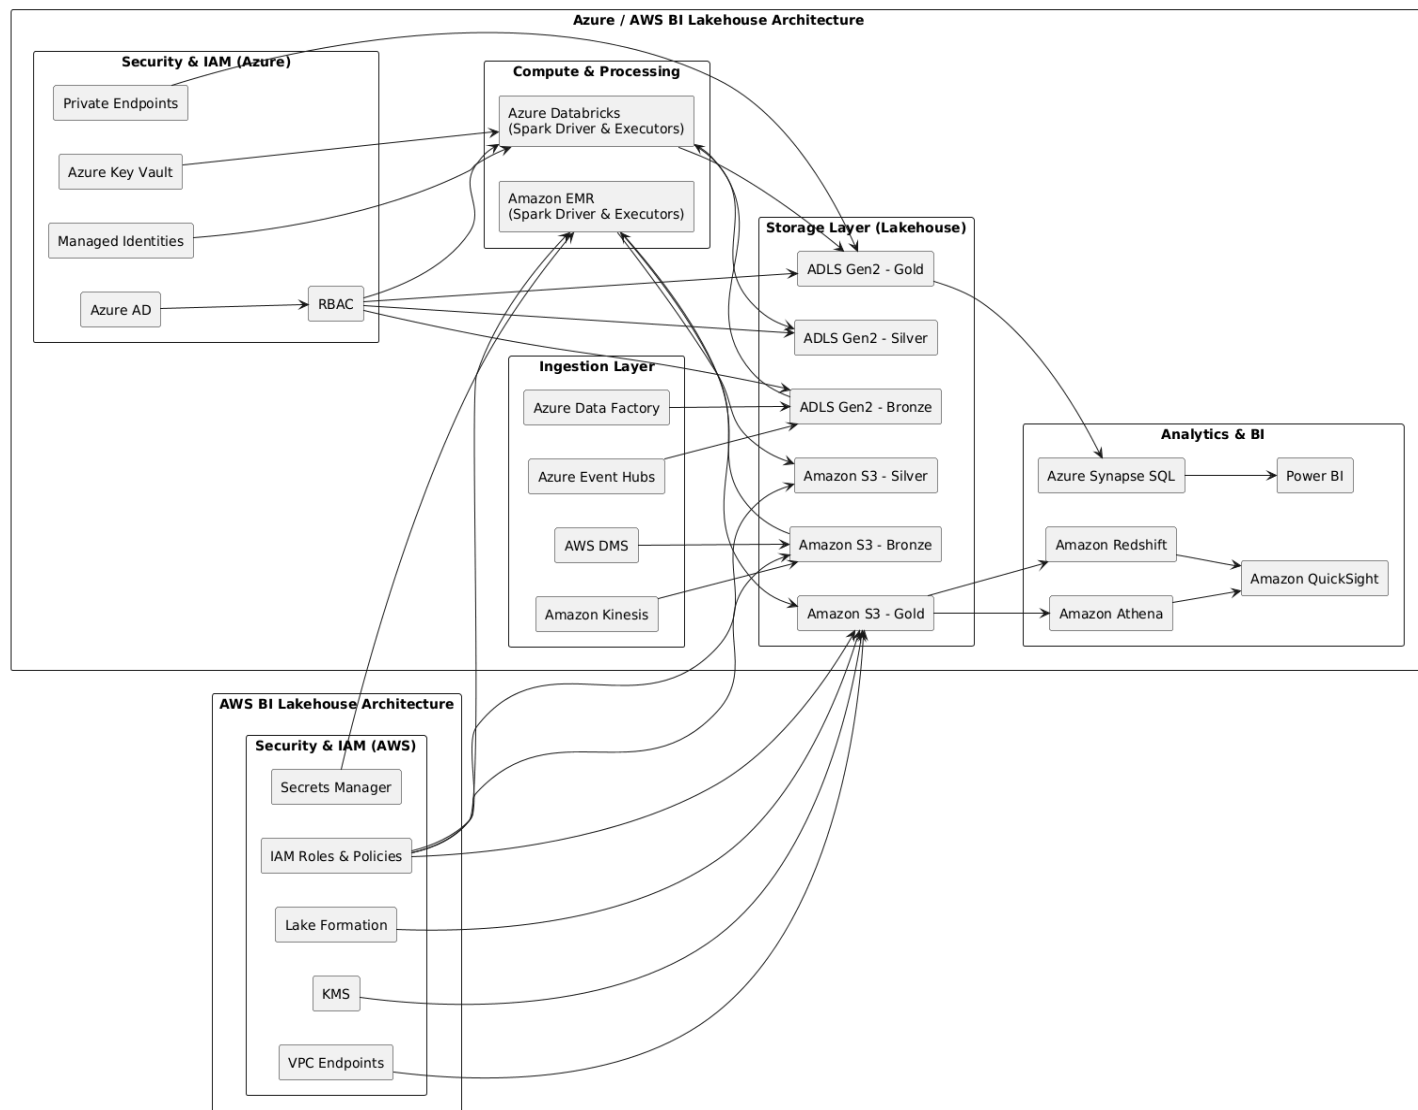 Azure / AWS BI Lakehouse Architecture
Security & IAM (Azure)
Private Endpoints
Azure Key Vault
Managed Identities
Azure AD
RBAC
Compute & Processing
Azure Databricks
(Spark Driver & Executors)
Amazon EMR
(Spark Driver & Executors)
Ingestion Layer
Azure Data Factory
Azure Event Hubs
AWS DMS
Amazon Kinesis
Storage Layer (Lakehouse)
ADLS Gen2 - Gold
ADLS Gen2 - Silver
ADLS Gen2 - Bronze
Amazon S3 - Silver
Amazon S3 - Bronze
Amazon S3 - Gold
Analytics & BI
Azure Synapse SQL
Power BI
Amazon Redshift
Amazon QuickSight
Amazon Athena
AWS BI Lakehouse Architecture
Security & IAM (AWS)
Secrets Manager
IAM Roles & Policies
Lake Formation
KMS
VPC Endpoints